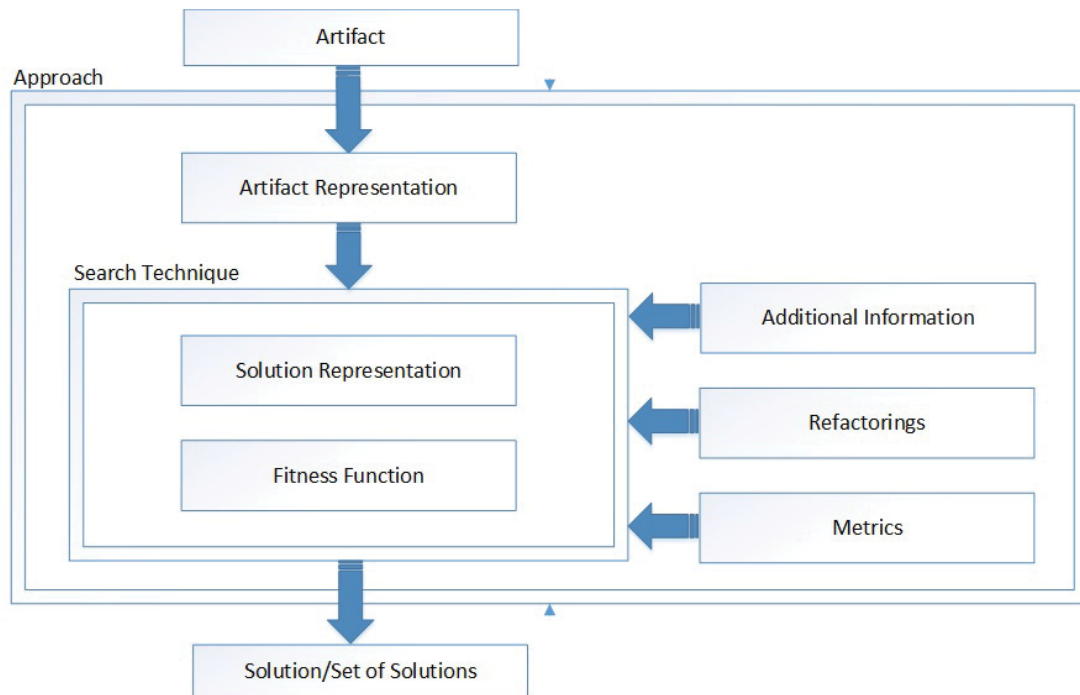 Artifact
Approach
Artifact Representation
Search Technique
Additional Information
Solution Representation
Refactorings
Fitness Function
Metrics
Solution/Set of Solutions